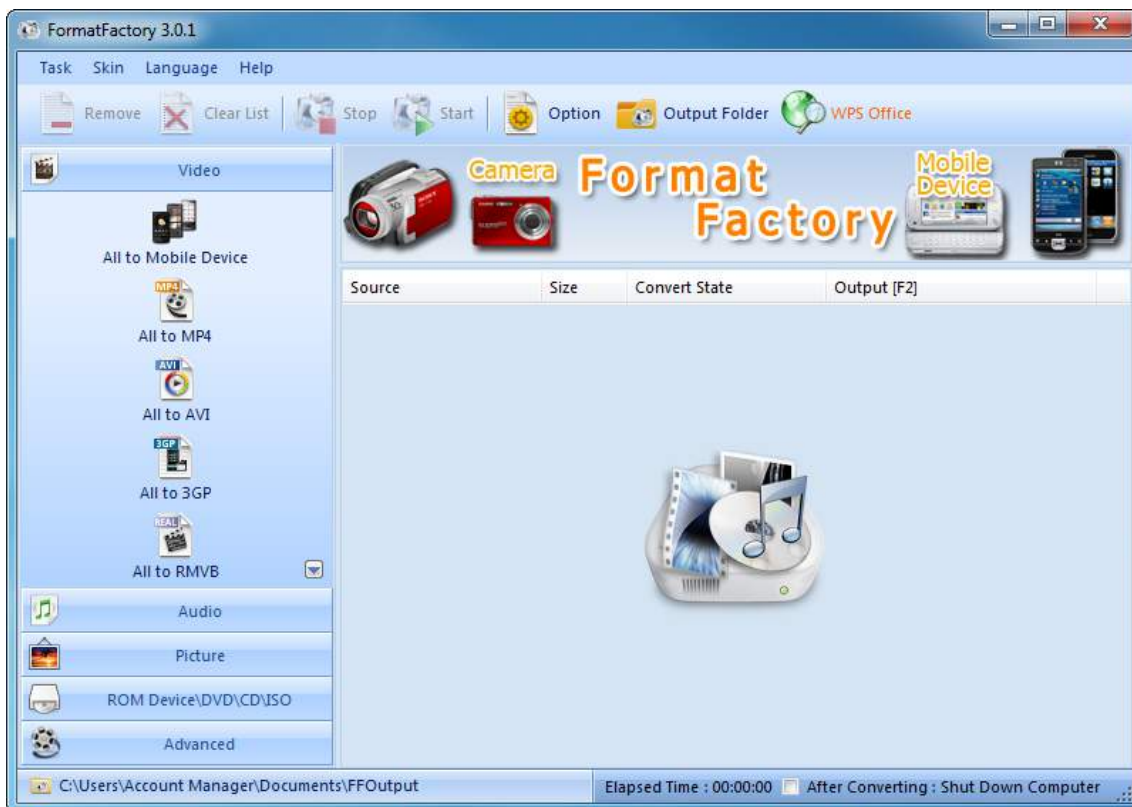 FormatFactory 3.0.1
Task Skin Language Help
Remove Clear List Stop Start Option Output Folder WPS Office
Video
All to Mobile Device
MP4
All to MP4
AVI
All to AVI
3GP
All to 3GP
REAL
All to RMVB
Audio
Picture
ROM Device\DVD\CD\ISO
Advanced
Camera
Format
Factory
Mobile
Device
Source Size Convert State Output [F2]
C:\Users\Account Manager\Documents\FFOutput
Elapsed Time : 00:00:00 After Converting : Shut Down Computer